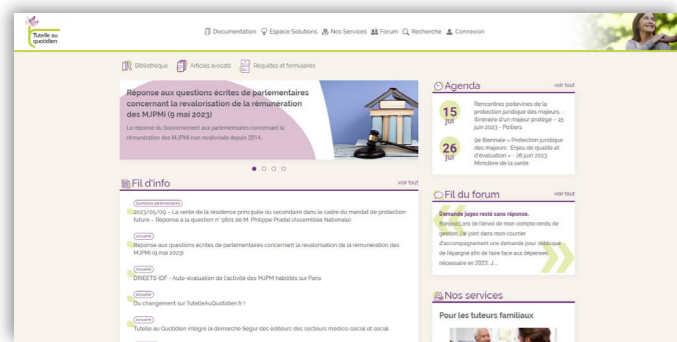 Tutelle au
quotidien
Documentation Espace Solutions Nos Services Forum Recherche Connexion
Bibliothèque Articles avocats Requêtes et formulaires
Réponse aux questions écrites de parlementaires
concernant la revalorisation de la rémunération
des MJPMi (9 mai 2023)
La réponse du Gouvernement aux parlementaires concernant la
rémunération des MJPMi non revalorisés depuis 2014.
Fil d'info
voir tout
Questions parlementaires
2023/05/09 – La vente de la résidence principale ou secondaire dans le cadre du mandat de protection
future – Réponse à la question n° 5601 de M. Philippe Pradal (Assemblée Nationale)
Actualité
Réponse aux questions écrites de parlementaires concernant la revalorisation de la rémunération des
MJPMi (9 mai 2023)
Actualité
DREETS-IDF - Auto-évaluation de l'activité des MJPM habilités sur Paris
Actualité
Du changement sur TutelleAuQuotidien.fr !
Actualité
Tutelle au Quotidien intègre la démarche Ségur des éditeurs des secteurs médico-social et social
Agenda
voir tout
15
jui
Rencontres poitevines de la
protection juridique des majeurs. -
Itinéraire d'un majeur protégé - 15
juin 2023 - Poitiers
26
jui
9e Biennale « Protection juridique
des majeurs : Enjeu de qualité et
d'évaluation » - 26 juin 2023
Ministère de la santé
Fil du forum
voir tout
Demande juges resté sans réponse.
Bonjour,Lors de l'envoi de mon compte-rendu de
gestion, j'ai joint dans mon courrier
d'accompagnement une demande pour débloqué
de l'épargne afin de faire face aux dépenses
nécessaire en 2023. J...
Nos services
Pour les tuteurs familiaux